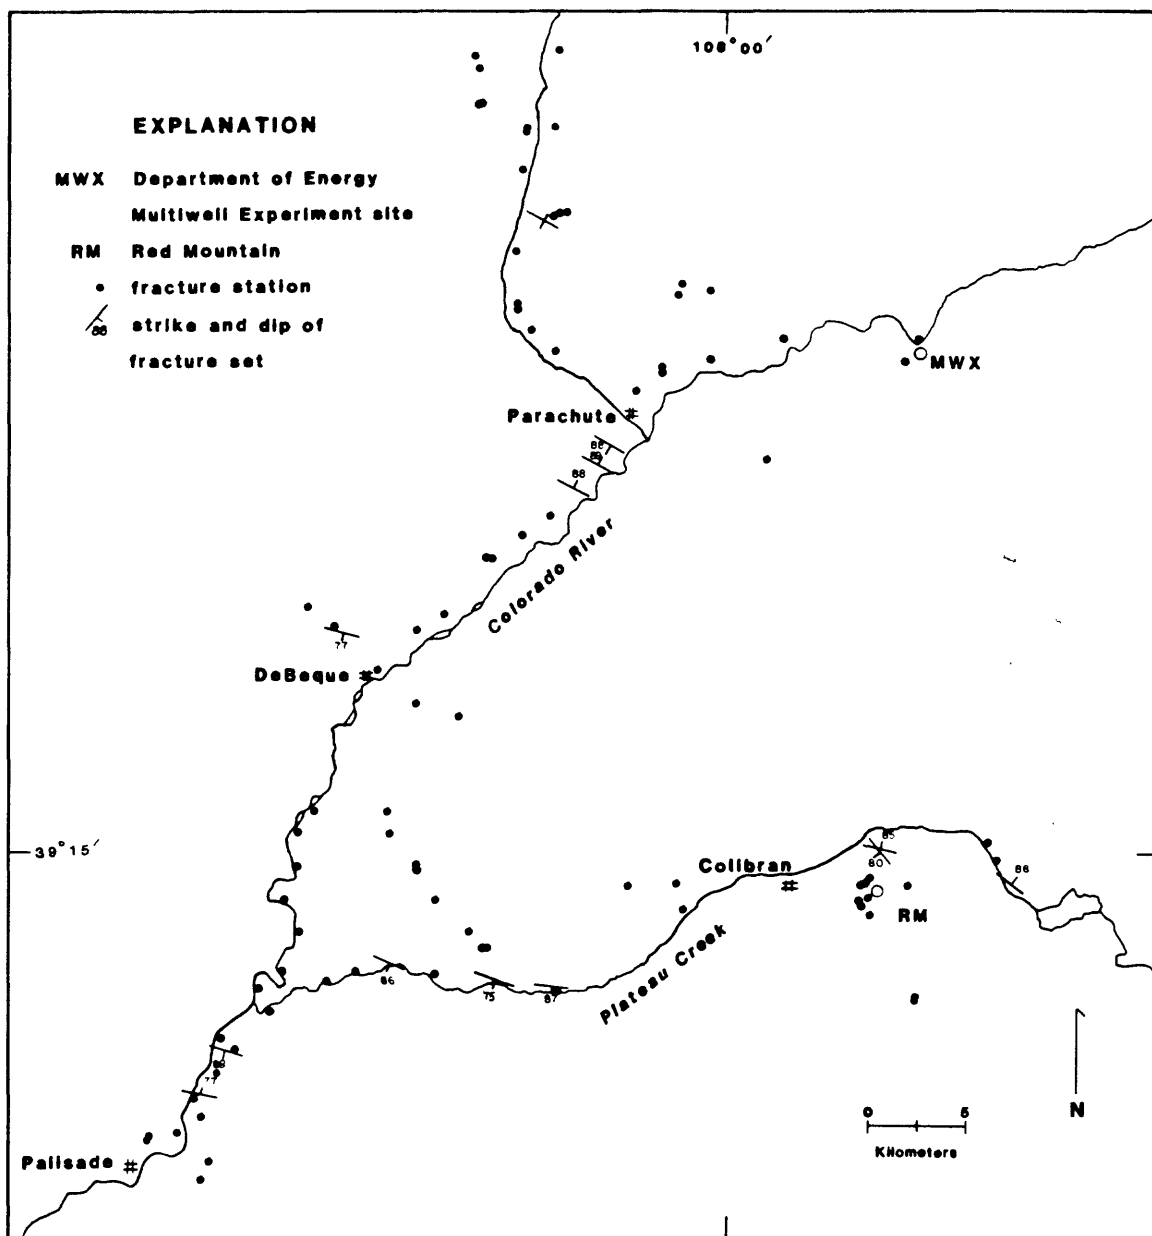 108°00'
EXPLANATION
MWX Department of Energy
Multiwell Experiment site
RM Red Mountain
fracture station
88 strike and dip of
fracture set
MWX
Parachute
88
89
88
Colorado River
77
DeBeque
39°15'
85
Collbran
80
86
RM
86
75
87
Plateau Creek
77
0 5
Kilometers
N
Palisade